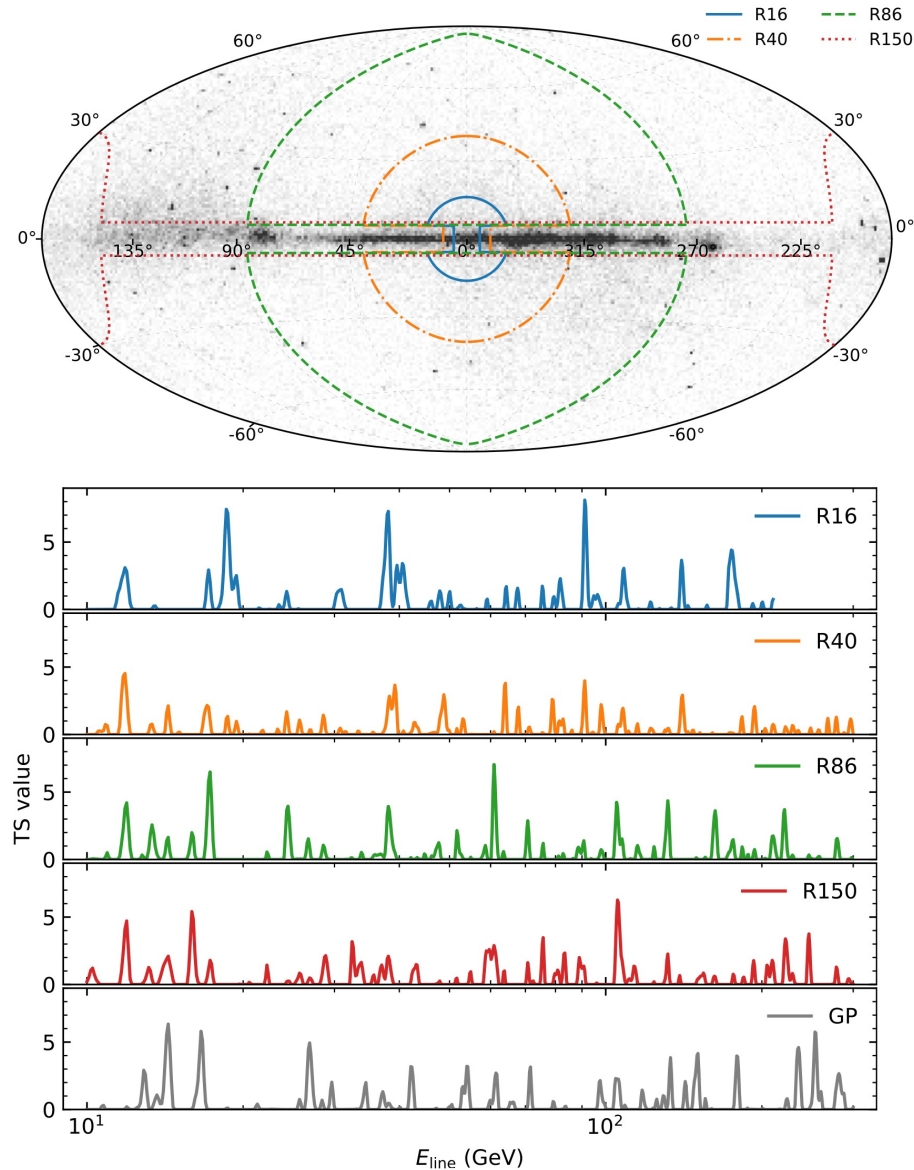 R16 R86
R40 R150
60° 60°
30° 30°
0° 0°
135° 90° 45° 0° 315° 270° 225°
-30° -30°
-60° -60°
R16
5
0
R40
5
0
R86
5
0
R150
5
0
GP
5
0
TS value
10¹ 10²
E_line (GeV)